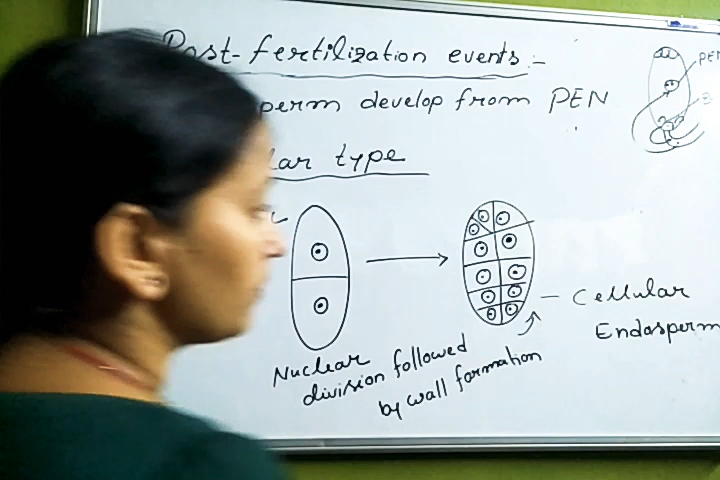 Post-fertilization events:-
perm develop from PEN
lar type
PEN
- Cellular
Endosperm
Nuclear
division followed
by wall formation